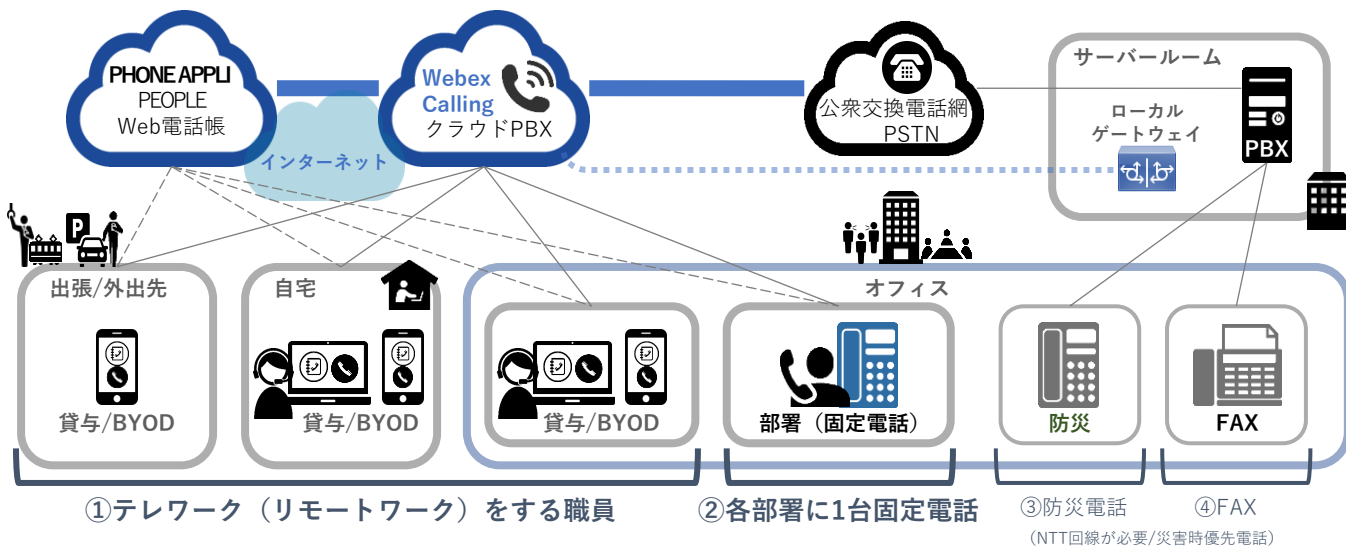 PHONE APPLI
PEOPLE
Web電話帳
Webex
Calling
クラウドPBX
インターネット
公衆交換電話網
PSTN
サーバールーム
ローカル
ゲートウェイ
PBX
P
出張/外出先
貸与/BYOD
自宅
貸与/BYOD
オフィス
貸与/BYOD
部署（固定電話）
防災
FAX
①テレワーク（リモートワーク）をする職員
②各部署に1台固定電話
③防災電話
（NTT回線が必要/災害時優先電話）
④FAX